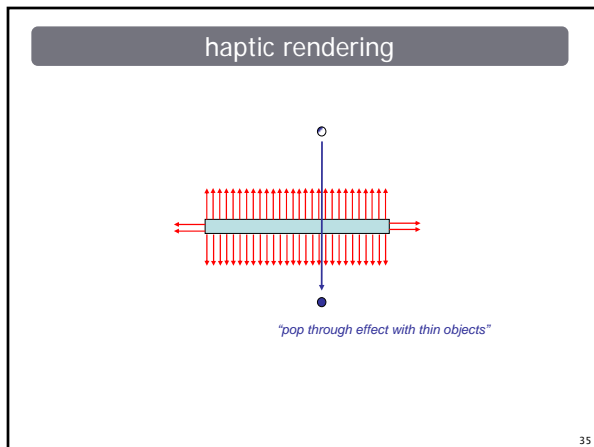 haptic rendering
“pop through effect with thin objects”
35